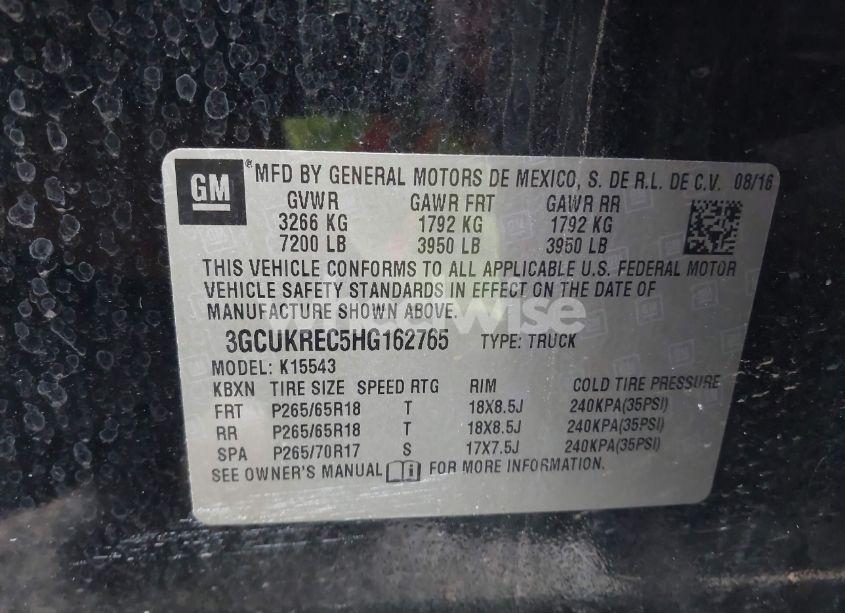 GM
® MFD BY GENERAL MOTORS DE MEXICO, S. DE R.L. DE C.V. 08/16
GVWR GAWR FRT GAWR RR
3266 KG 1792 KG 1792 KG
7200 LB 3950 LB 3950 LB
THIS VEHICLE CONFORMS TO ALL APPLICABLE U.S. FEDERAL MOTOR
VEHICLE SAFETY STANDARDS IN EFFECT ON THE DATE OF
MANUFACTURE SHOWN ABOVE.
3GCUKREC5HG162765 TYPE: TRUCK
MODEL: K15543
KBXN TIRE SIZE SPEED RTG RIM COLD TIRE PRESSURE
FRT P265/65R18 T 18X8.5J 240KPA(35PSI)
RR P265/65R18 T 18X8.5J 240KPA(35PSI)
SPA P265/70R17 S 17X7.5J 240KPA(35PSI)
SEE OWNER'S MANUAL i FOR MORE INFORMATION.